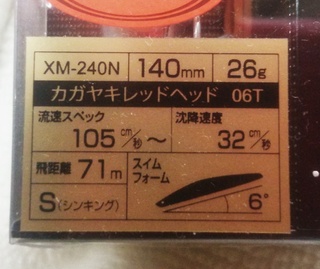 XM-240N 140mm 26g
カガヤキレッドヘッド 06T
流速スペック 沈降速度
105cm/秒~ 32cm/秒
飛距離 71m スイムフォーム
S(シンキング) 6°